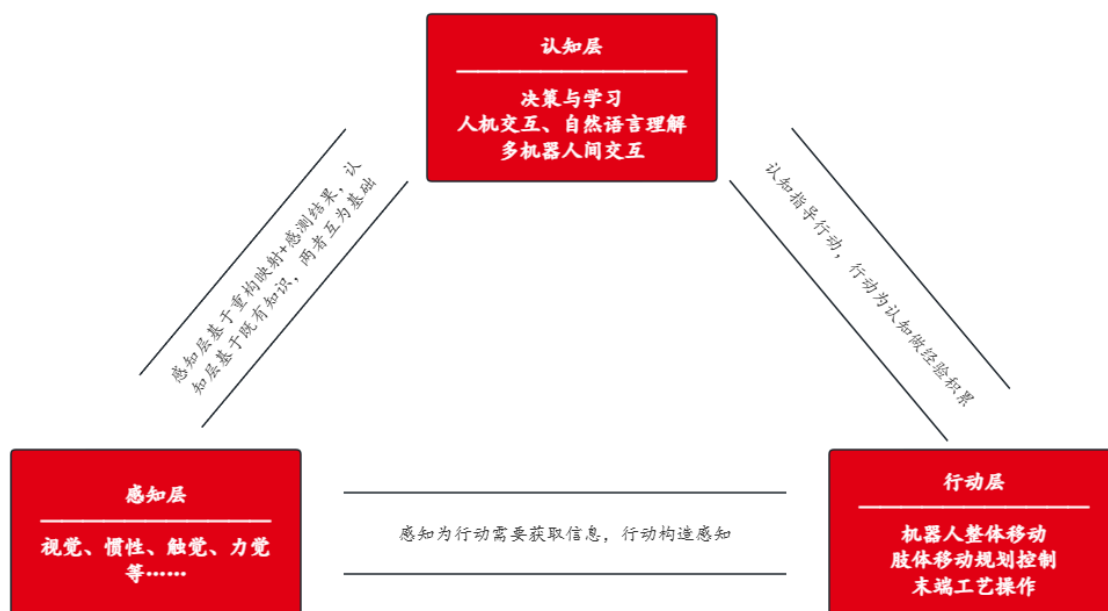 认知层
决策与学习
人机交互、自然语言理解
多机器人间交互
感知层基于重构映射+感测结果，认
知层基于既有知识，两者互为基础
认知指导行动，行动为认知做经验积累
感知层
视觉、惯性、触觉、力觉
等……
感知为行动需要获取信息，行动构造感知
行动层
机器人整体移动
肢体移动规划控制
末端工艺操作